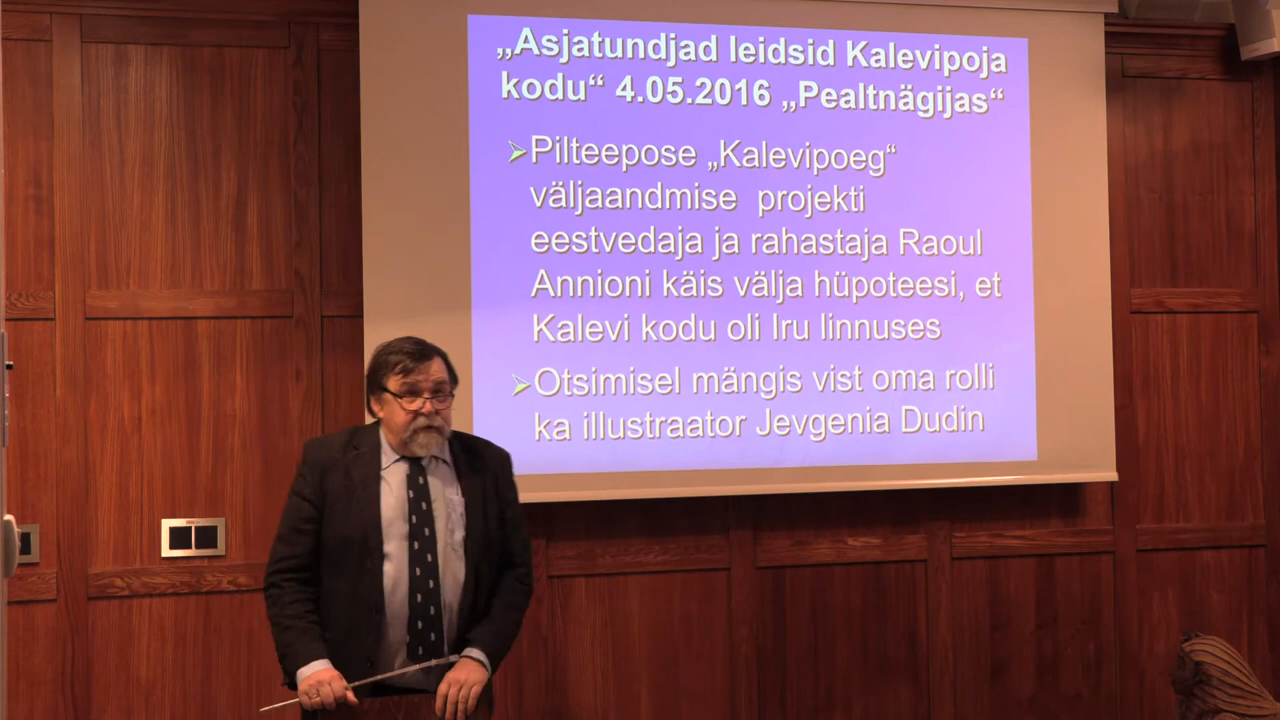 „Asjatundjad leidsid Kalevipoja
kodu“ 4.05.2016 „Pealtnägijas“
Pilteepose „Kalevipoeg“
väljaandmise projekti
eestvedaja ja rahastaja Raoul
Annioni käis välja hüpoteesi, et
Kalevi kodu oli Iru linnuses
Otsimisel mängis vist oma rolli
ka illustraator Jevgenia Dudin